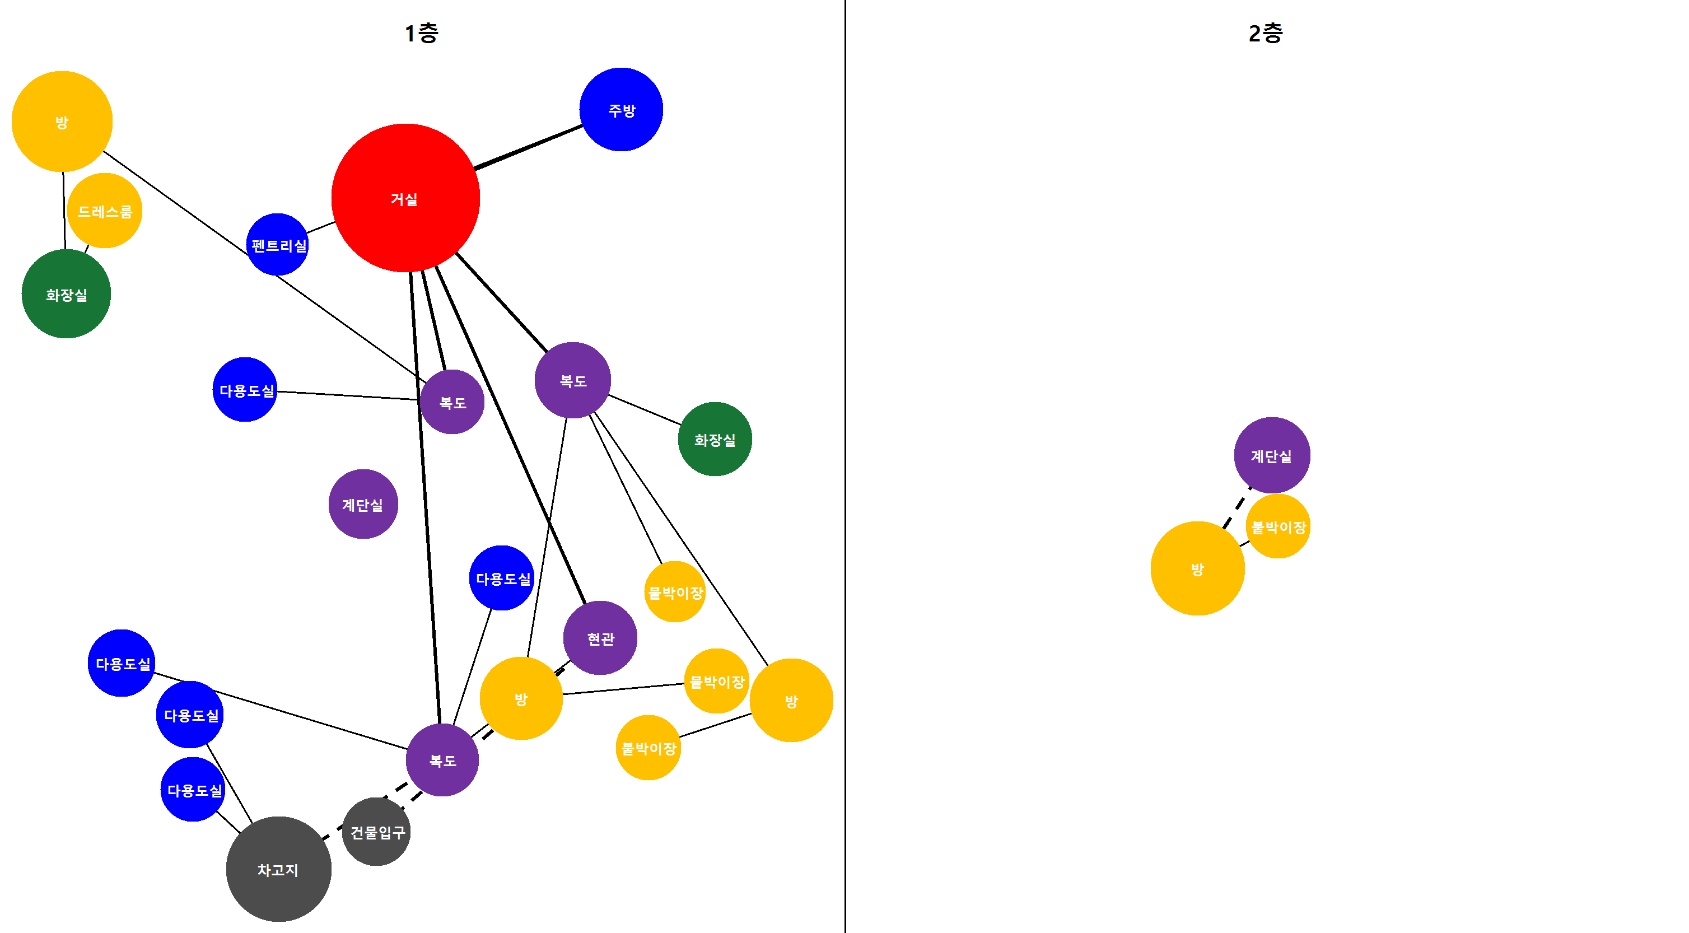 1층
2층
주방
방
거실
드레스룸
펜트리실
화장실
복도
다용도실
복도
화장실
계단실
계단실
붙박이장
방
다용도실
붙박이장
현관
다용도실
붙박이장
방
방
다용도실
붙박이장
복도
다용도실
건물입구
차고지